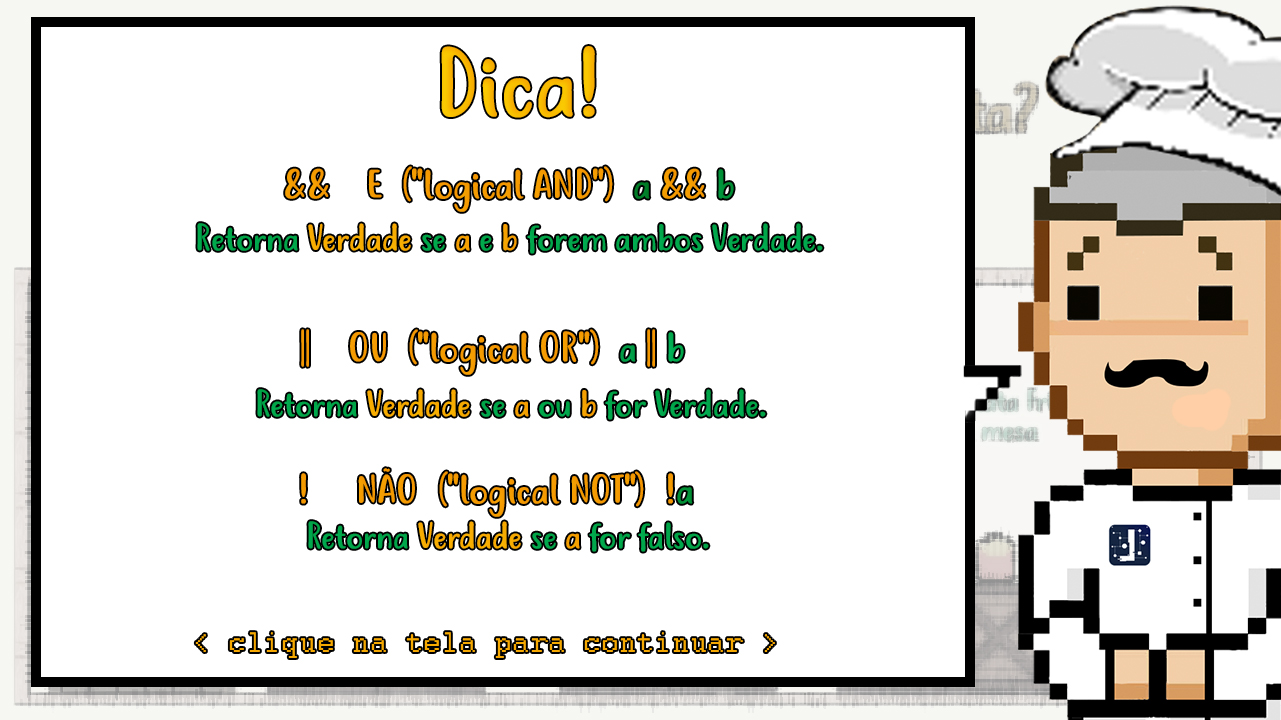 Dica!
&& E ("logical AND") a && b
Retorna Verdade se a e b forem ambos Verdade.
|| OU ("logical OR") a || b
Retorna Verdade se a ou b for Verdade.
! NÃO ("logical NOT") !a
Retorna Verdade se a for falso.
< clique na tela para continuar >
mesa